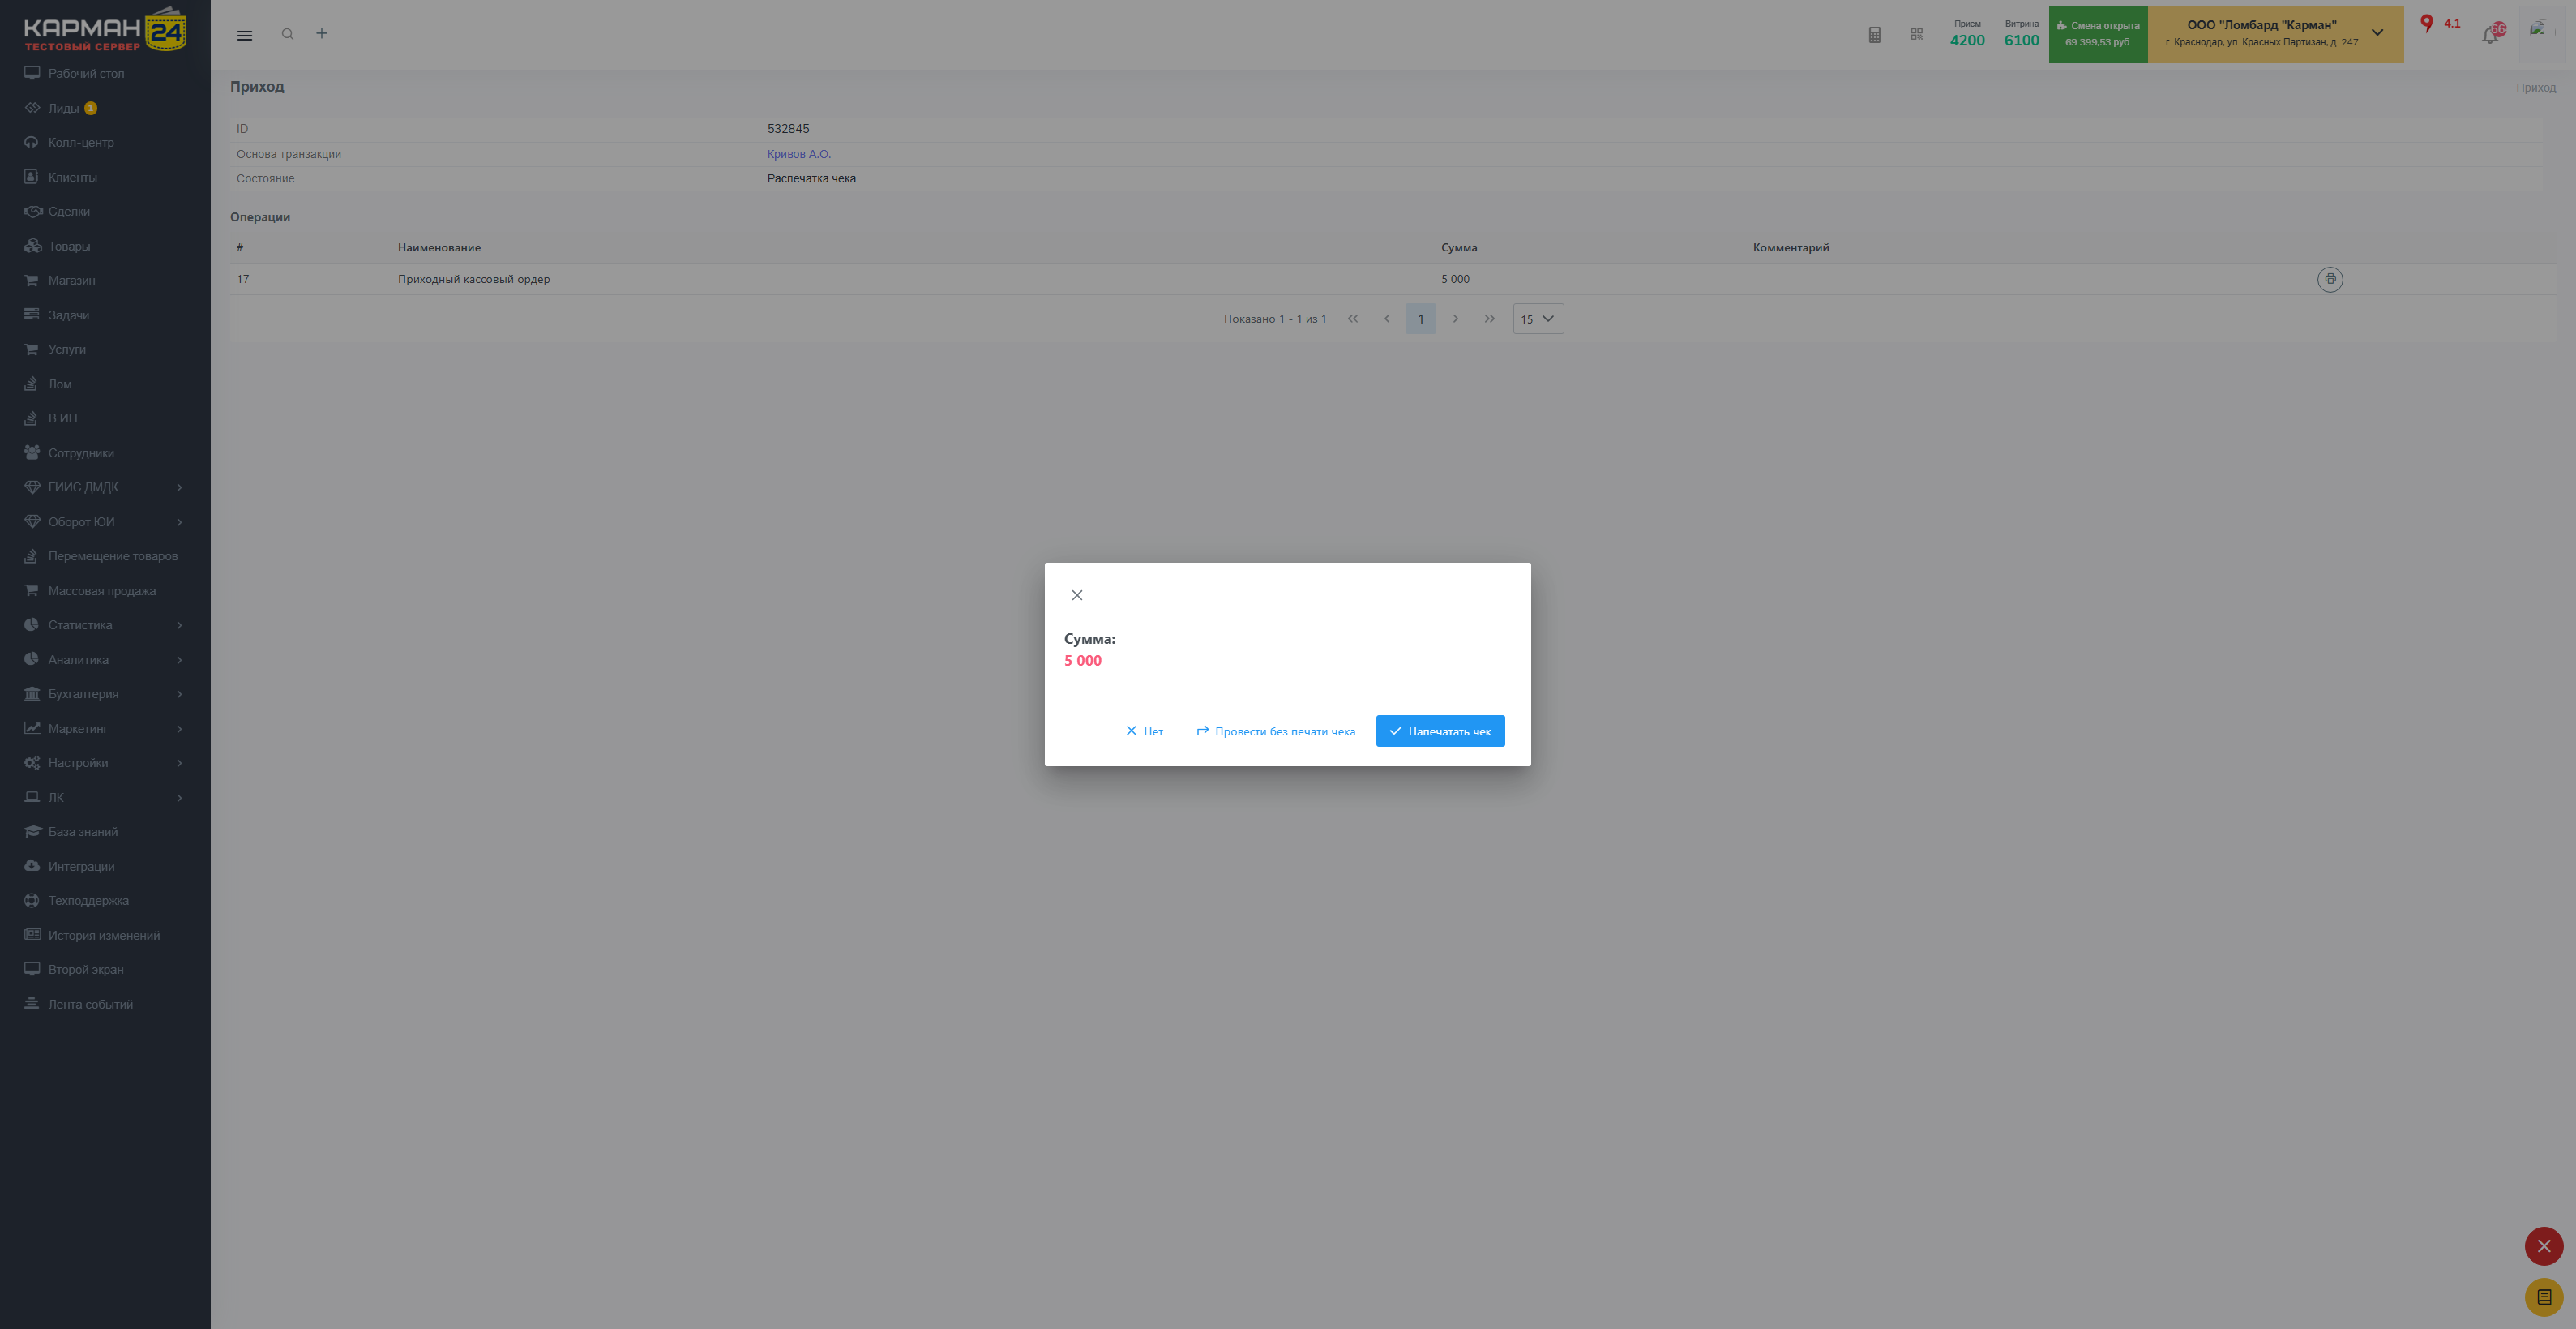 КАРМАН 24
ТЕСТОВЫЙ СЕРВЕР
Рабочий стол
Лиды 1
Колл-центр
Клиенты
Сделки
Товары
Магазин
Задачи
Услуги
Лом
В ИП
Сотрудники
ГИИС ДМДК
Оборот ЮИ
Перемещение товаров
Массовая продажа
Статистика
Аналитика
Бухгалтерия
Маркетинг
Настройки
ЛК
База знаний
Интеграции
Техподдержка
История изменений
Второй экран
Лента событий
Прием
4200
Витрина
6100
Смена открыта
69 399,53 руб.
ООО "Ломбард "Карман"
г. Краснодар, ул. Красных Партизан, д. 247
4.1
Приход
Приход
ID 532845
Основа транзакции Кривов А.О.
Состояние Распечатка чека
Операции
# Наименование Сумма Комментарий
17 Приходный кассовый ордер 5 000
Показано 1 - 1 из 1 1 15
Сумма:
5 000
Нет Провести без печати чека Напечатать чек